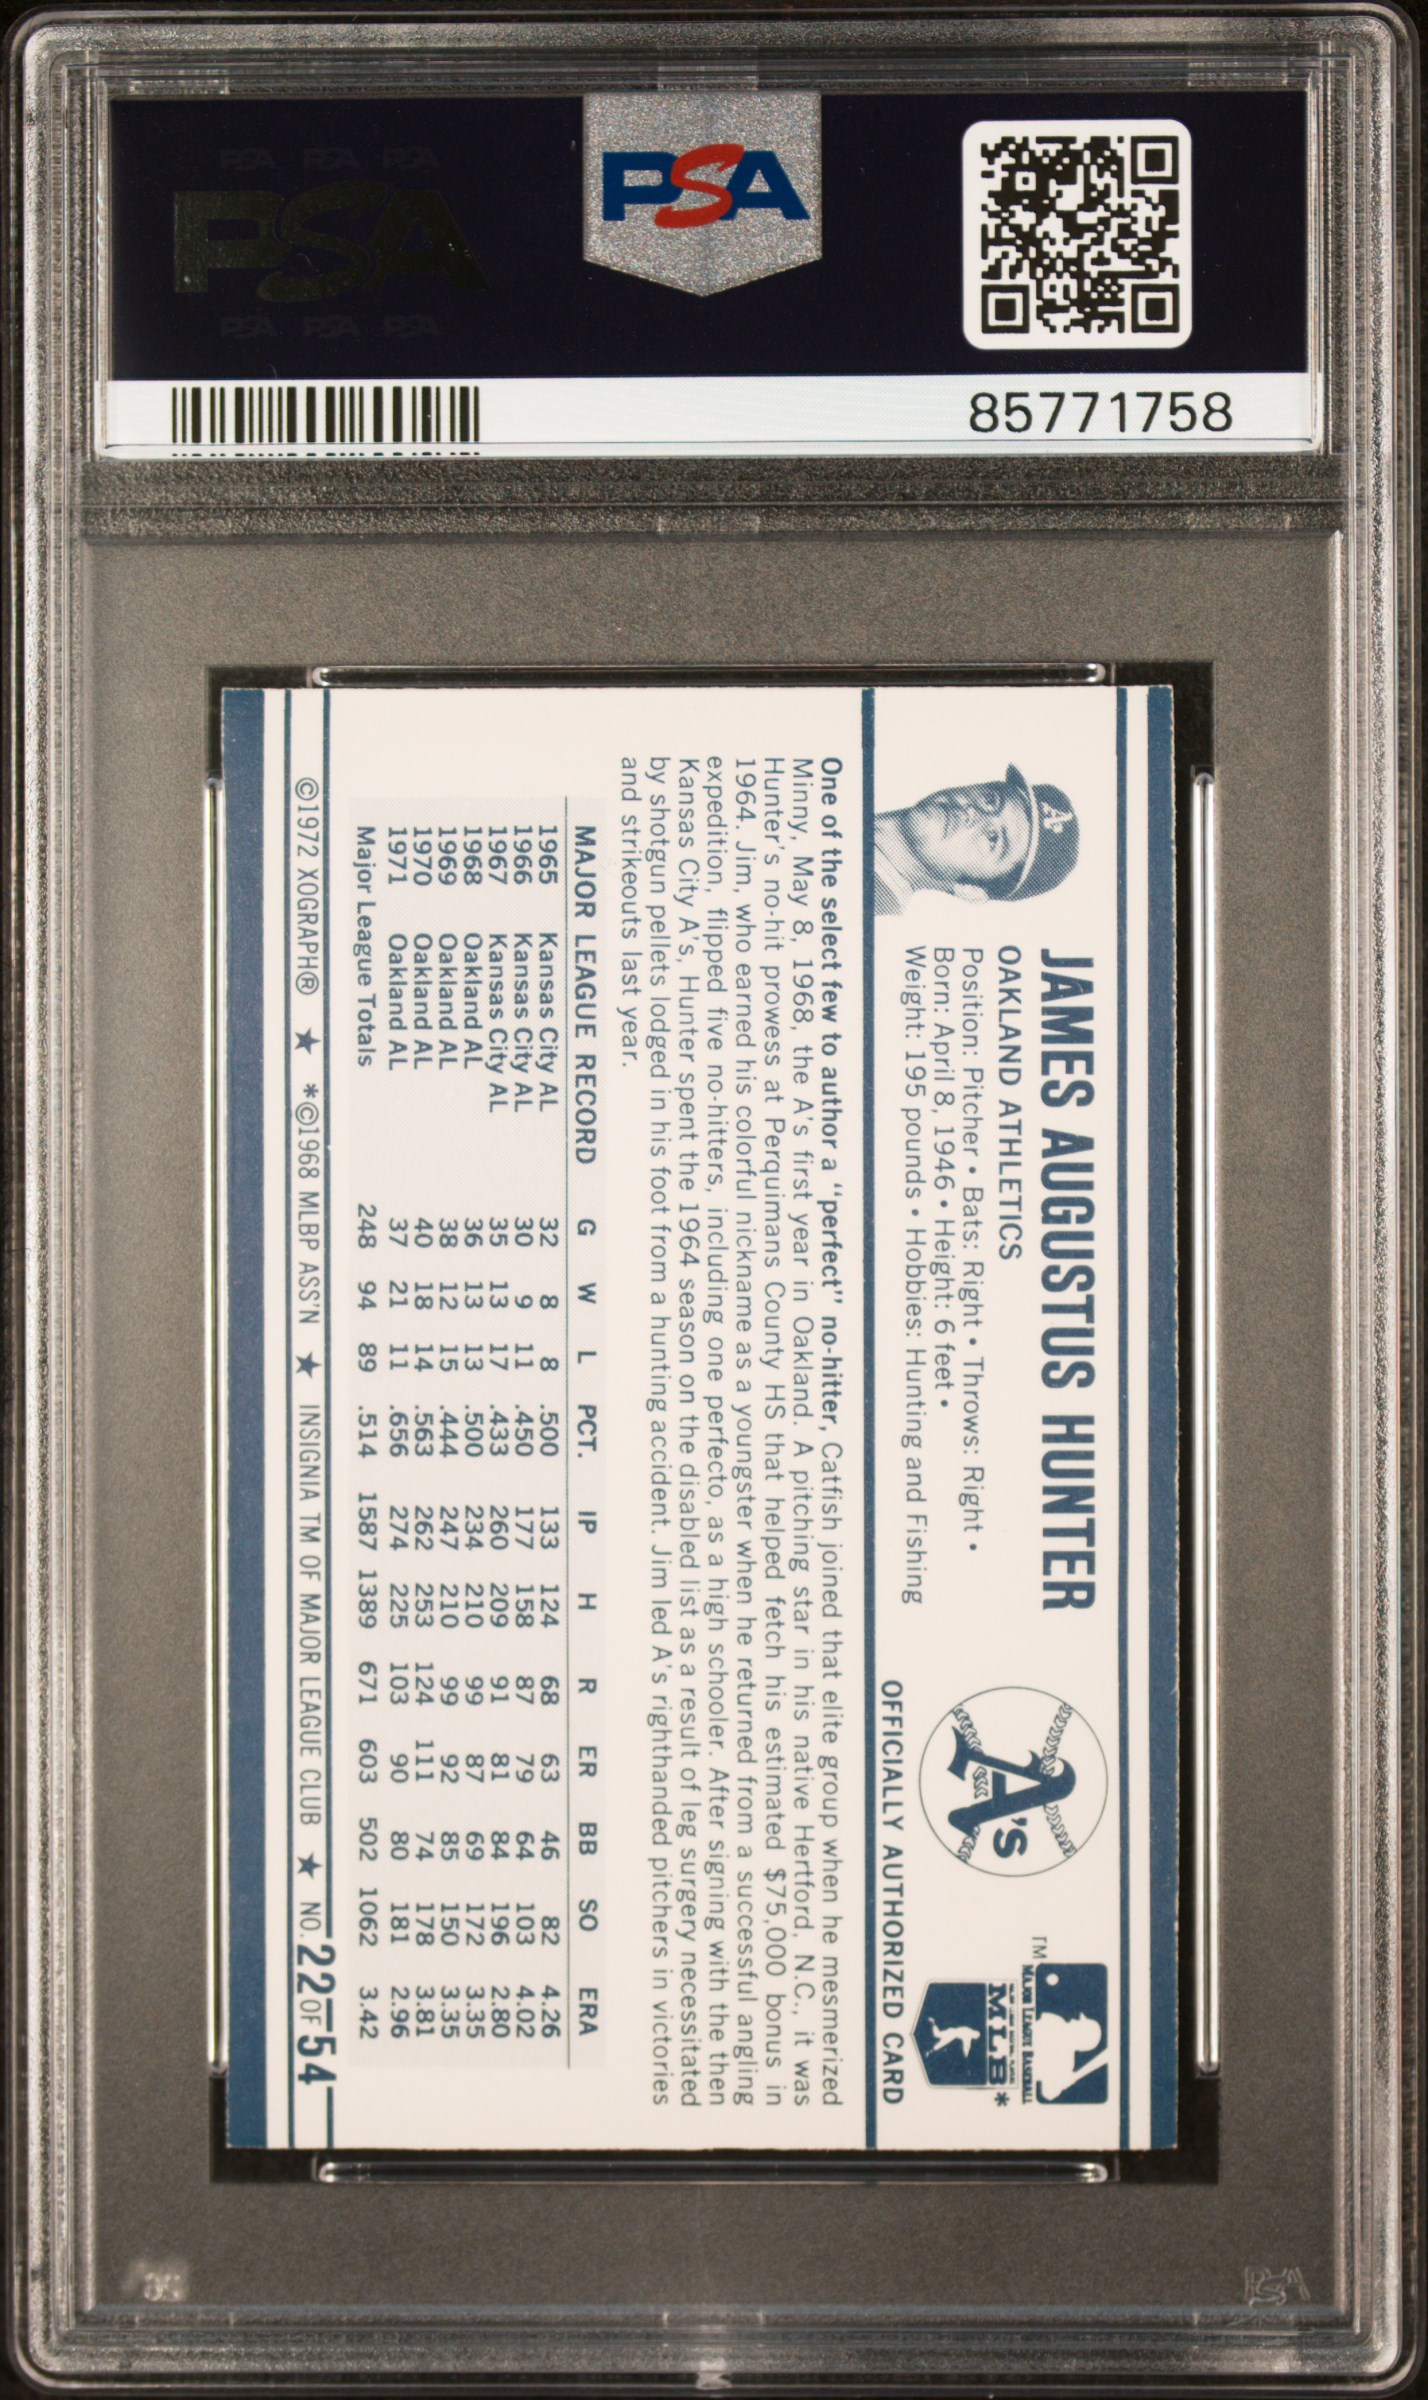 PSA PSA PSA
PSA
PSA PSA PSA
PSA
85771758
JAMES AUGUSTUS HUNTER
OAKLAND ATHLETICS
Position: Pitcher • Bats: Right • Throws: Right •
Born: April 8, 1946 • Height: 6 feet •
Weight: 195 pounds • Hobbies: Hunting and Fishing
A
A's
TM
MAJOR LEAGUE BASEBALL
MLB*
OFFICIALLY AUTHORIZED CARD
One of the select few to author a "perfect" no-hitter, Catfish joined that elite group when he mesmerized
Minny, May 8, 1968, the A's first year in Oakland. A pitching star in his native Hertford, N.C., it was
Hunter's no-hit prowess at Perquimans County HS that helped fetch his estimated $75,000 bonus in
1964. Jim, who earned his colorful nickname as a youngster when he returned from a successful angling
expedition, flipped five no-hitters, including one perfecto, as a high schooler. After signing with the then
Kansas City A's, Hunter spent the 1964 season on the disabled list as a result of leg surgery necessitated
by shotgun pellets lodged in his foot from a hunting accident. Jim led A's righthanded pitchers in victories
and strikeouts last year.
MAJOR LEAGUE RECORD G W L PCT. IP H R ER BB SO ERA
1965 Kansas City AL 32 8 8 .500 133 124 68 63 46 82 4.26
1966 Kansas City AL 30 9 11 .450 177 158 87 79 64 103 4.02
1967 Kansas City AL 35 13 17 .433 260 209 91 81 84 196 2.80
1968 Oakland AL 36 13 13 .500 234 210 99 87 69 172 3.35
1969 Oakland AL 38 12 15 .444 247 210 99 92 85 150 3.35
1970 Oakland AL 40 18 14 .563 262 253 124 111 74 178 3.81
1971 Oakland AL 37 21 11 .656 274 225 103 90 80 181 2.96
Major League Totals 248 94 89 .514 1587 1389 671 603 502 1062 3.42
©1972 XOGRAPH® ★ *©1968 MLBP ASS'N ★ INSIGNIA TM OF MAJOR LEAGUE CLUB ★ NO. 22 OF 54
PSA